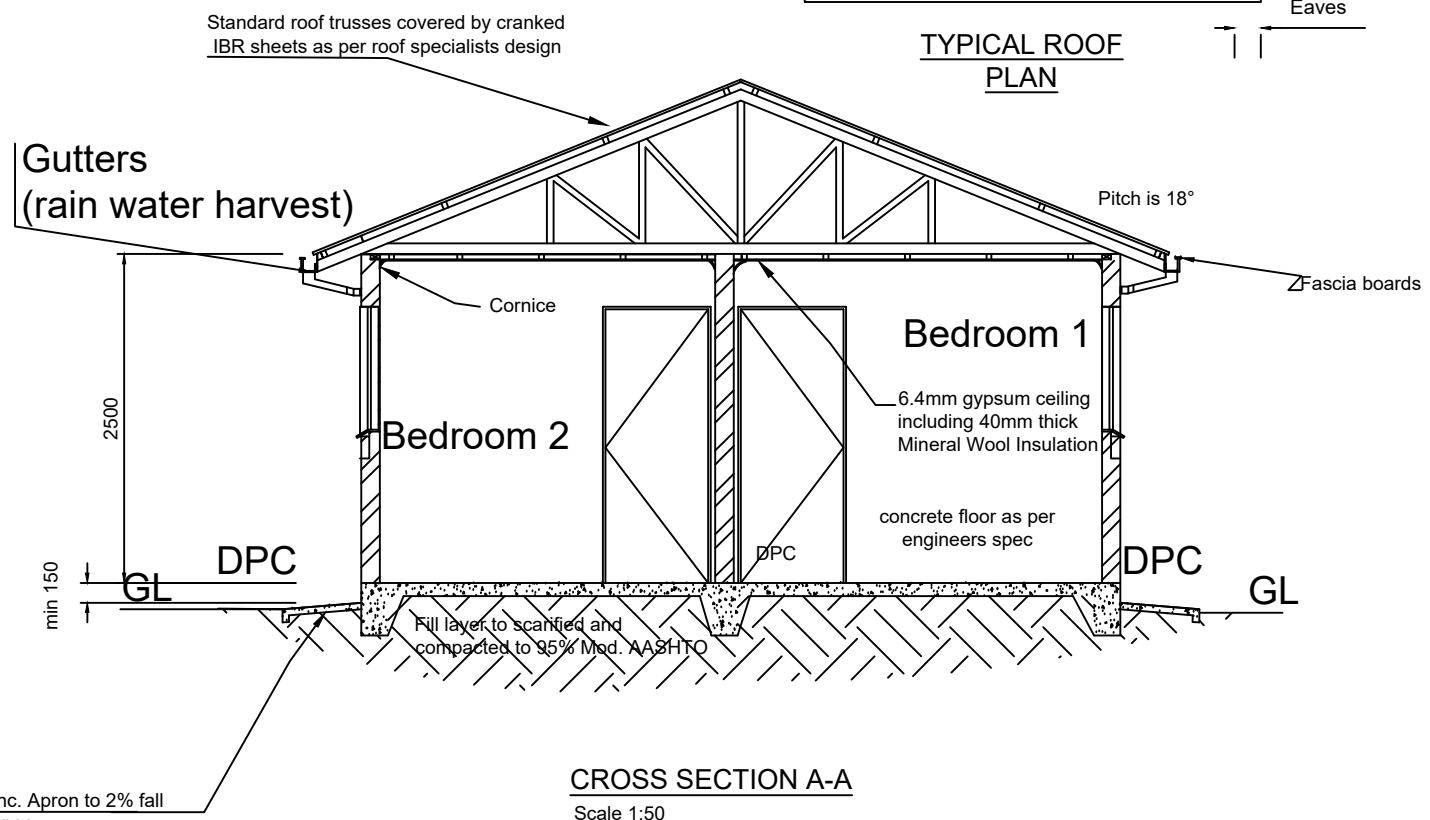 Eaves
TYPICAL ROOF
PLAN
Standard roof trusses covered by cranked
IBR sheets as per roof specialists design
Gutters
(rain water harvest)
Pitch is 18°
Fascia boards
Cornice
Bedroom 1
6.4mm gypsum ceiling
including 40mm thick
Mineral Wool Insulation
2500
Bedroom 2
concrete floor as per
engineers spec
DPC
DPC
DPC
min 150
GL
GL
Fill layer to scarified and
compacted to 95% Mod. AASHTO
CROSS SECTION A-A
Scale 1:50
nc. Apron to 2% fall